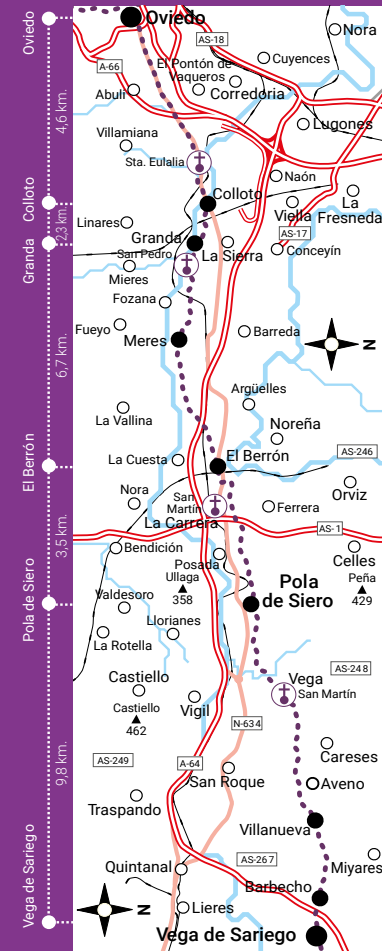 Oviedo
4,6 km.
Colloto
2,3 km.
Granda
6,7 km.
El Berrón
3,5 km.
Pola de Siero
9,8 km.
Vega de Sariego
Oviedo
Nora
AS-18
A-66
El Pontón de
Vaqueros
Cuyences
Abuli
Corredoria
Lugones
Villamiana
Sta. Eulalia
Naón
Colloto
Viella
La
Fresneda
Linares
Granda
La Sierra
AS-17
Conceyín
San Pedro
Mieres
Fozana
Fueyo
Meres
Barreda
N
Argüelles
La Vallina
Noreña
La Cuesta
El Berrón
AS-246
Nora
San
Martín
Ferrera
Orviz
La Carrera
AS-1
Bendición
Posada
Celles
Ullaga
358
Pola
de Siero
Peña
429
Valdesoro
Llorianes
La Rotella
Castiello
Vega
San Martín
AS-248
Castiello
462
Vigil
N-634
Careses
AS-249
A-64
San Roque
Aveno
Traspando
Villanueva
AS-267
Miyares
Quintanal
Barbecho
N
Lieres
Vega de Sariego